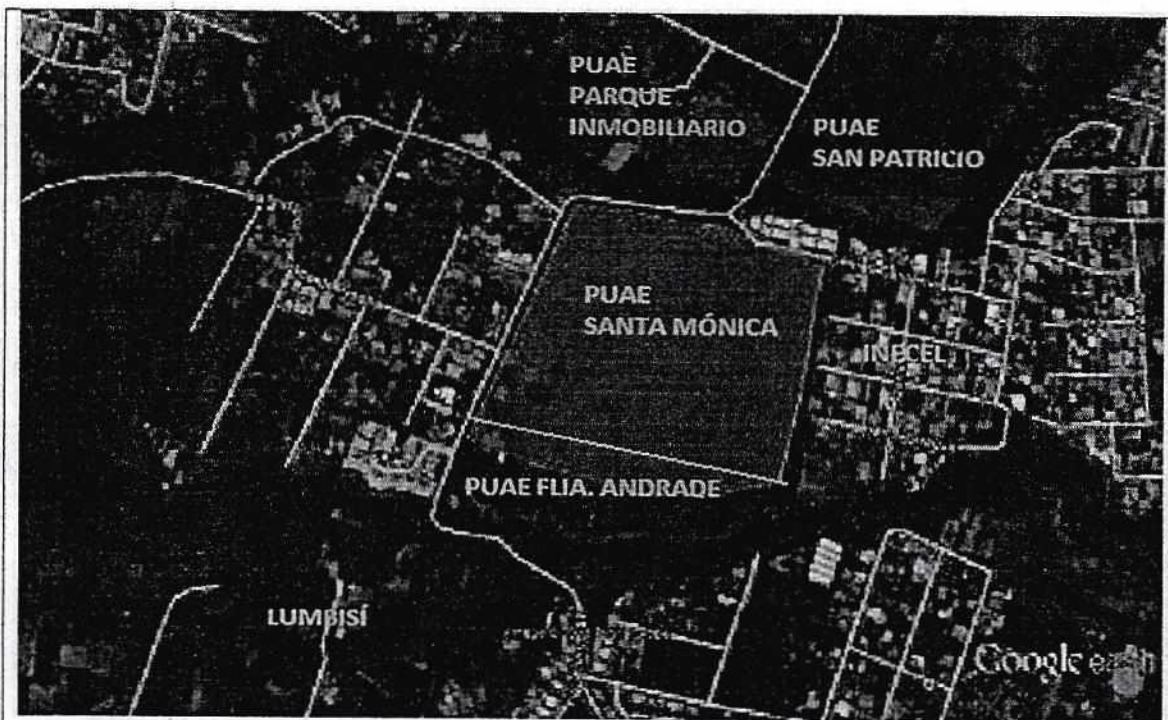 PUAE
PARQUE
INMOBILIARIO
PUAE
SAN PATRICIO
PUAE
SANTA MÓNICA
INECEL
PUAE FLIA. ANDRADE
LUMBISÍ
Google earth